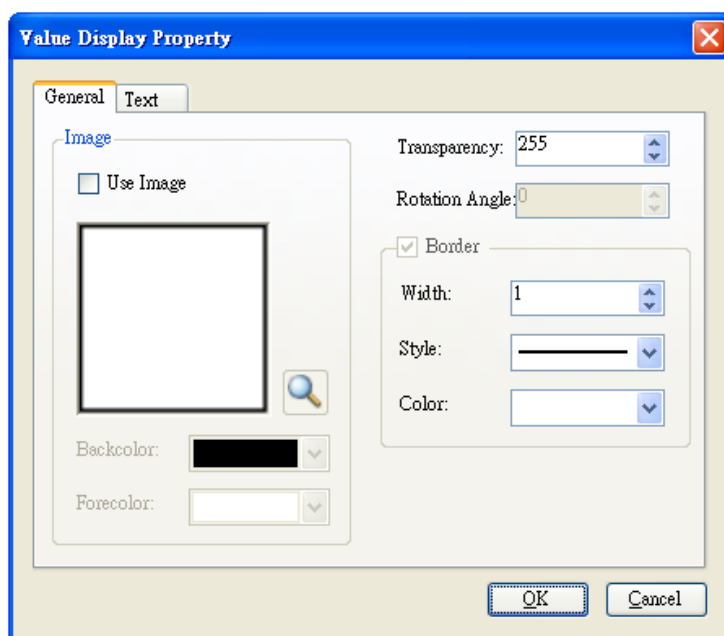 Value Display Property
General Text
Image
Use Image
Backcolor:
Forecolor:
Transparency: 255
Rotation Angle: 0
Border
Width: 1
Style:
Color:
OK Cancel